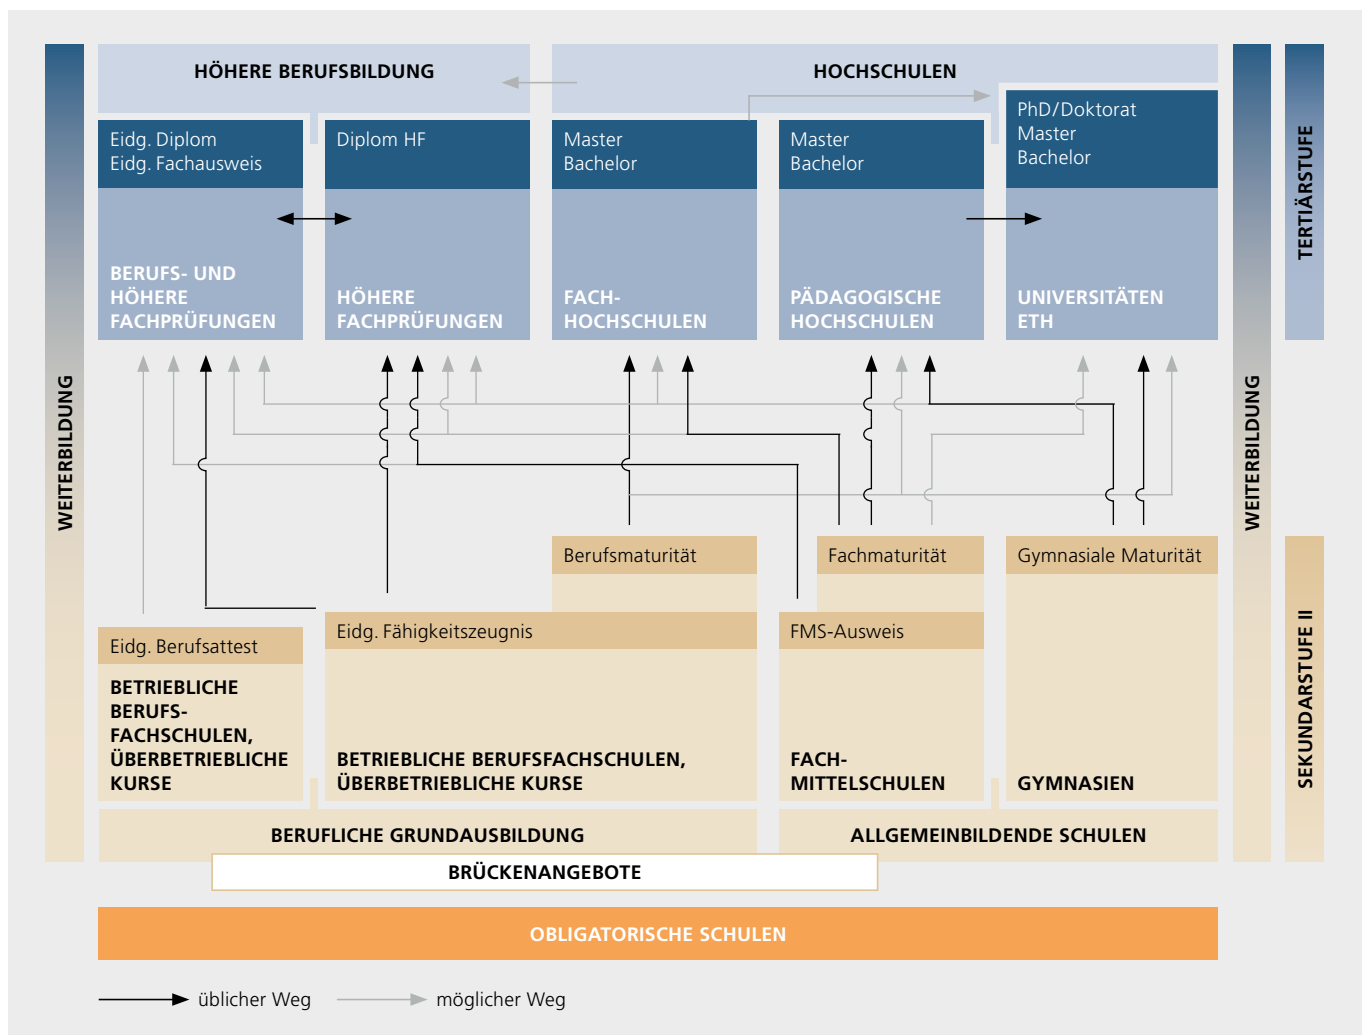 HÖHERE BERUFSBILDUNG
HOCHSCHULEN
Eidg. Diplom
Eidg. Fachausweis
Diplom HF
Master
Bachelor
Master
Bachelor
PhD/Doktorat
Master
Bachelor
BERUFS- UND
HÖHERE
FACHPRÜFUNGEN
HÖHERE
FACHPRÜFUNGEN
FACH-
HOCHSCHULEN
PÄDAGOGISCHE
HOCHSCHULEN
UNIVERSITÄTEN
ETH
TERTIÄRSTUFE
WEITERBILDUNG
WEITERBILDUNG
Berufsmaturität
Fachmaturität
Gymnasiale Maturität
Eidg. Berufsattest
Eidg. Fähigkeitszeugnis
FMS-Ausweis
BETRIEBLICHE
BERUFS-
FACHSCHULEN,
ÜBERBETRIEBLICHE
KURSE
BETRIEBLICHE BERUFSFACHSCHULEN,
ÜBERBETRIEBLICHE KURSE
FACH-
MITTELSCHULEN
GYMNASIEN
SEKUNDARSTUFE II
BERUFLICHE GRUNDAUSBILDUNG
ALLGEMEINBILDENDE SCHULEN
BRÜCKENANGEBOTE
OBLIGATORISCHE SCHULEN
üblicher Weg
möglicher Weg